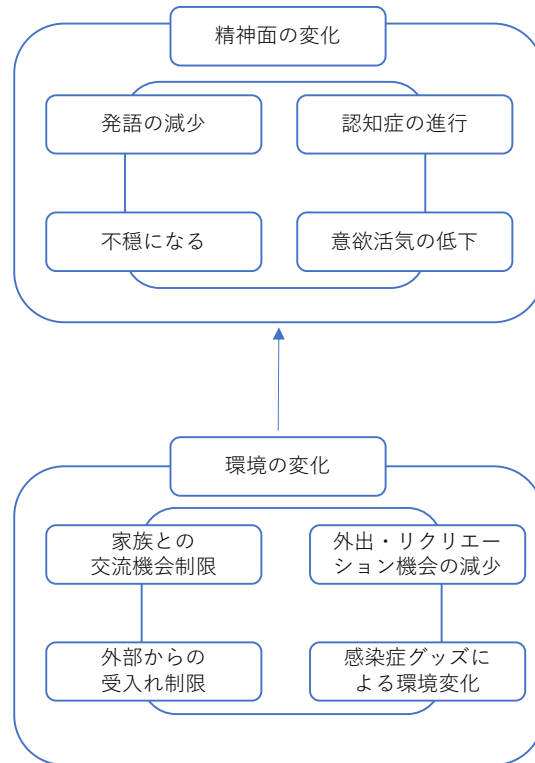 精神面の変化
発語の減少
認知症の進行
不穏になる
意欲活気の低下
環境の変化
家族との
交流機会制限
外出・リクリエー
ション機会の減少
外部からの
受入れ制限
感染症グッズに
よる環境変化